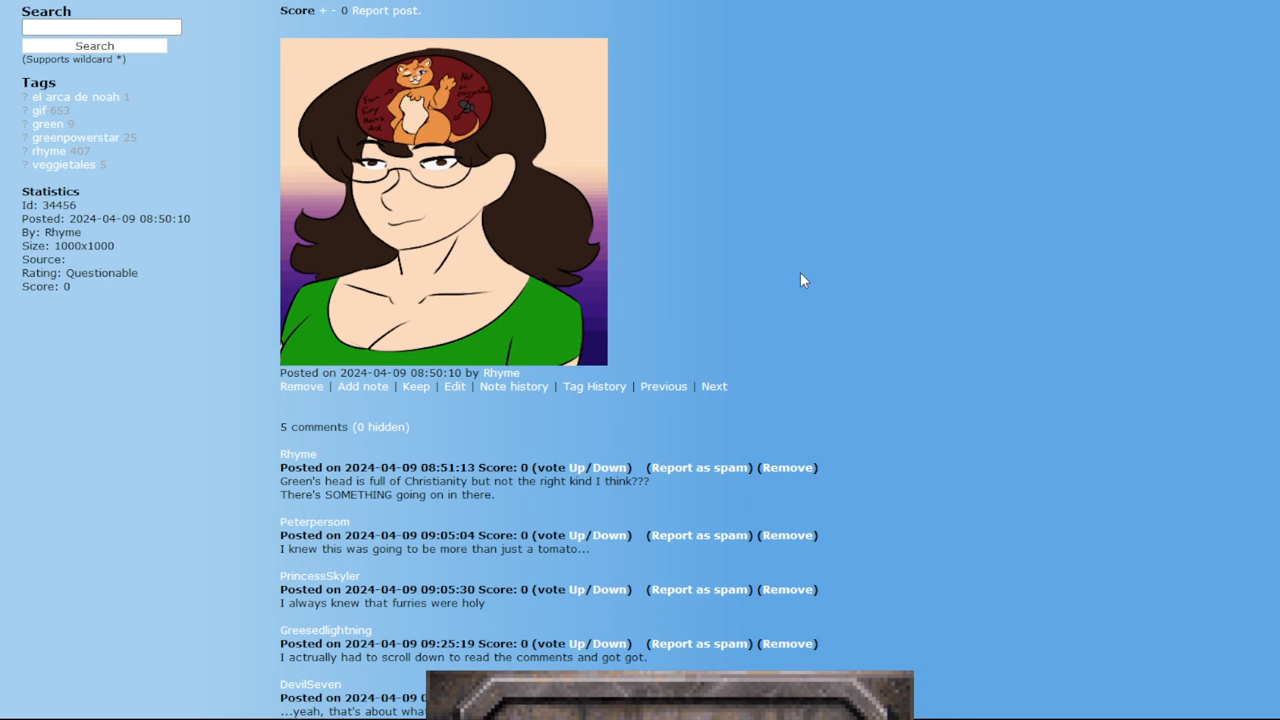 Search
Search
(Supports wildcard *)
Tags
? el arca de noah 1
? gif 653
? green 9
? greenpowerstar 25
? rhyme 407
? veggietales 5
Statistics
Id: 34456
Posted: 2024-04-09 08:50:10
By: Rhyme
Size: 1000x1000
Source:
Rating: Questionable
Score: 0
Score + - 0 Report post.
Posted on 2024-04-09 08:50:10 by Rhyme
Remove | Add note | Keep | Edit | Note history | Tag History | Previous | Next
5 comments (0 hidden)
Rhyme
Posted on 2024-04-09 08:51:13 Score: 0 (vote Up/Down) (Report as spam) (Remove)
Green's head is full of Christianity but not the right kind I think???
There's SOMETHING going on in there.
Peterpersom
Posted on 2024-04-09 09:05:04 Score: 0 (vote Up/Down) (Report as spam) (Remove)
I knew this was going to be more than just a tomato...
PrincessSkyler
Posted on 2024-04-09 09:05:30 Score: 0 (vote Up/Down) (Report as spam) (Remove)
I always knew that furries were holy
Greesedlightning
Posted on 2024-04-09 09:25:19 Score: 0 (vote Up/Down) (Report as spam) (Remove)
I actrually had to scroll down to read the comments and got got.
DevilSeven
Posted on 2024-04-09
...yeah, that's about what